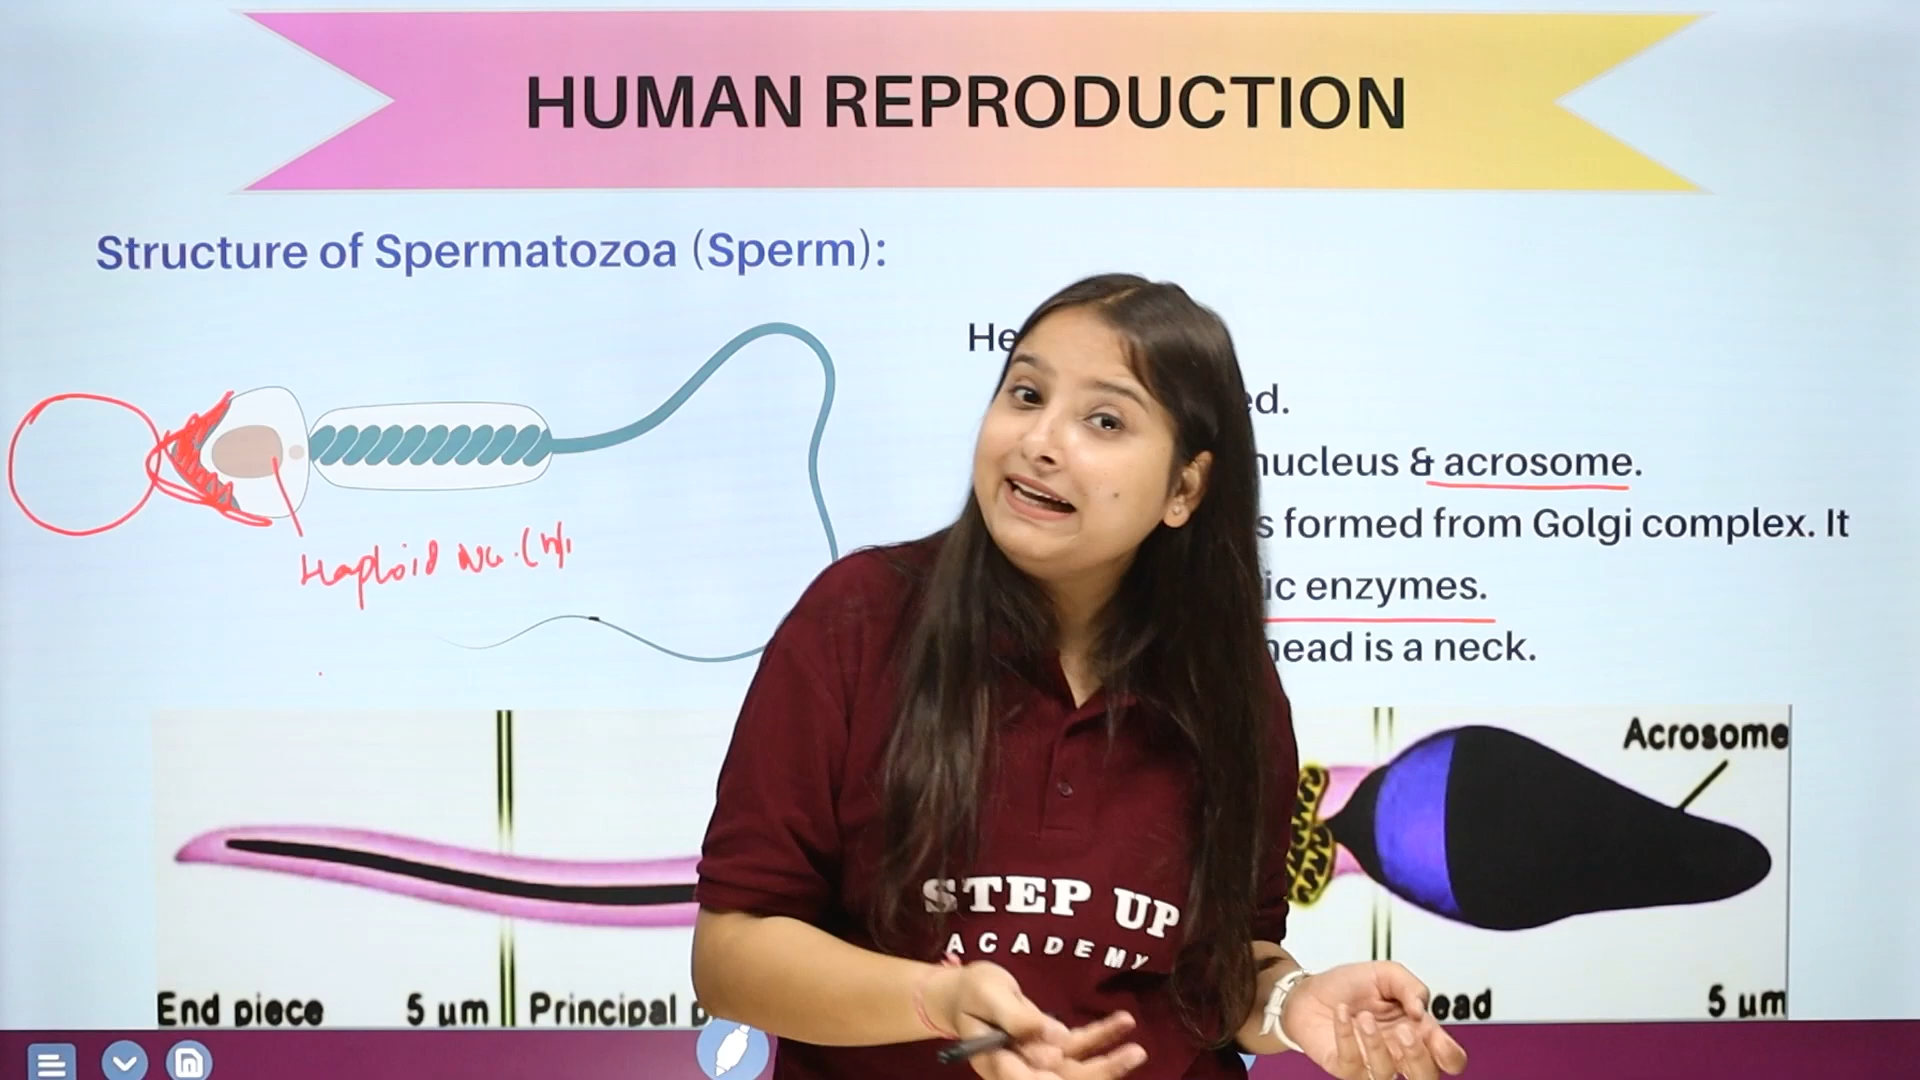 HUMAN REPRODUCTION
Structure of Spermatozoa (Sperm):
He
ed.
nucleus & acrosome.
s formed from Golgi complex. It
ic enzymes.
head is a neck.
Haploid Nu. (n)
Acrosome
STEP UP
ACADEMY
End piece 5 um Principal p
ead 5 um